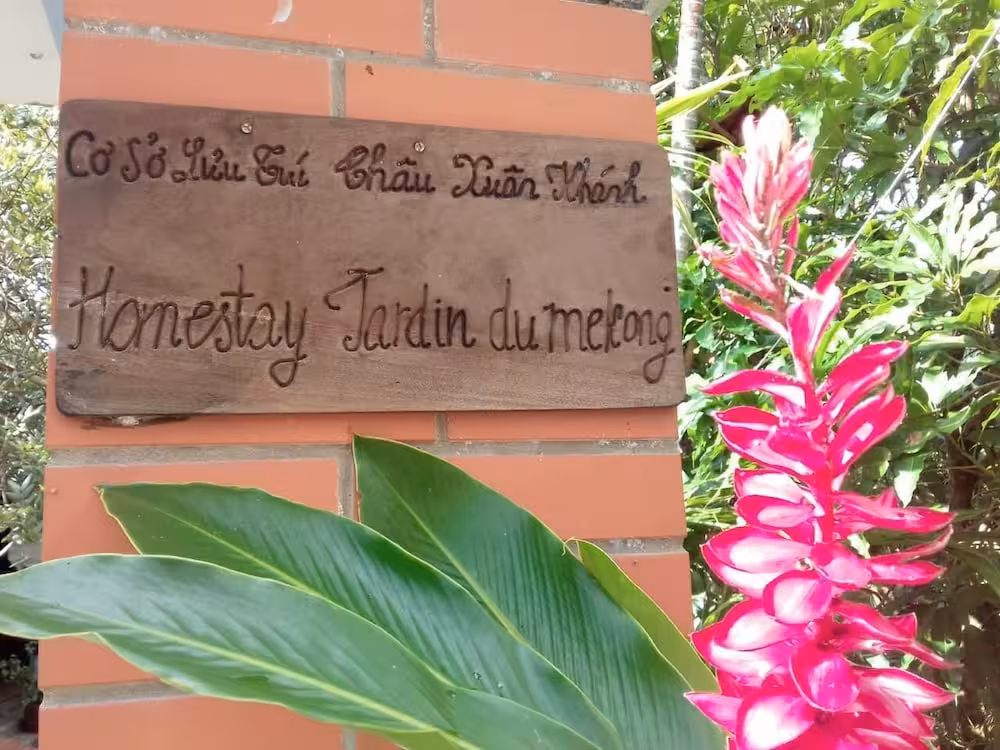 Cơ Sở Lưu Trú Châu Xuân Khánh
Homestay Jardin du mekong